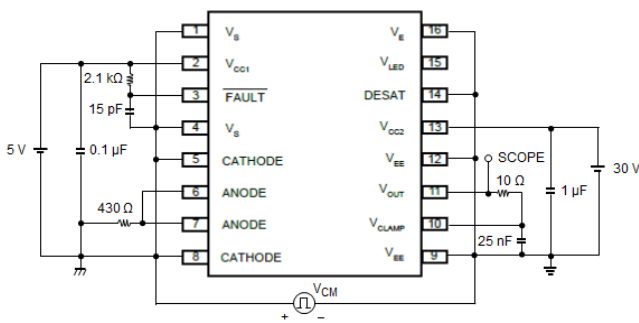 1 V_S V_E 16
2 V_CC1 V_LED 15
2.1 kΩ
3 FAULT DESAT 14
15 pF
4 V_S V_CC2 13
SCOPE
5 V 0.1 µF 5 CATHODE V_EE 12 30 V
6 ANODE V_OUT 11 10 Ω 1 µF
430 Ω
7 ANODE V_CLAMP 10
25 nF
8 CATHODE V_EE 9
V_CM
+ −